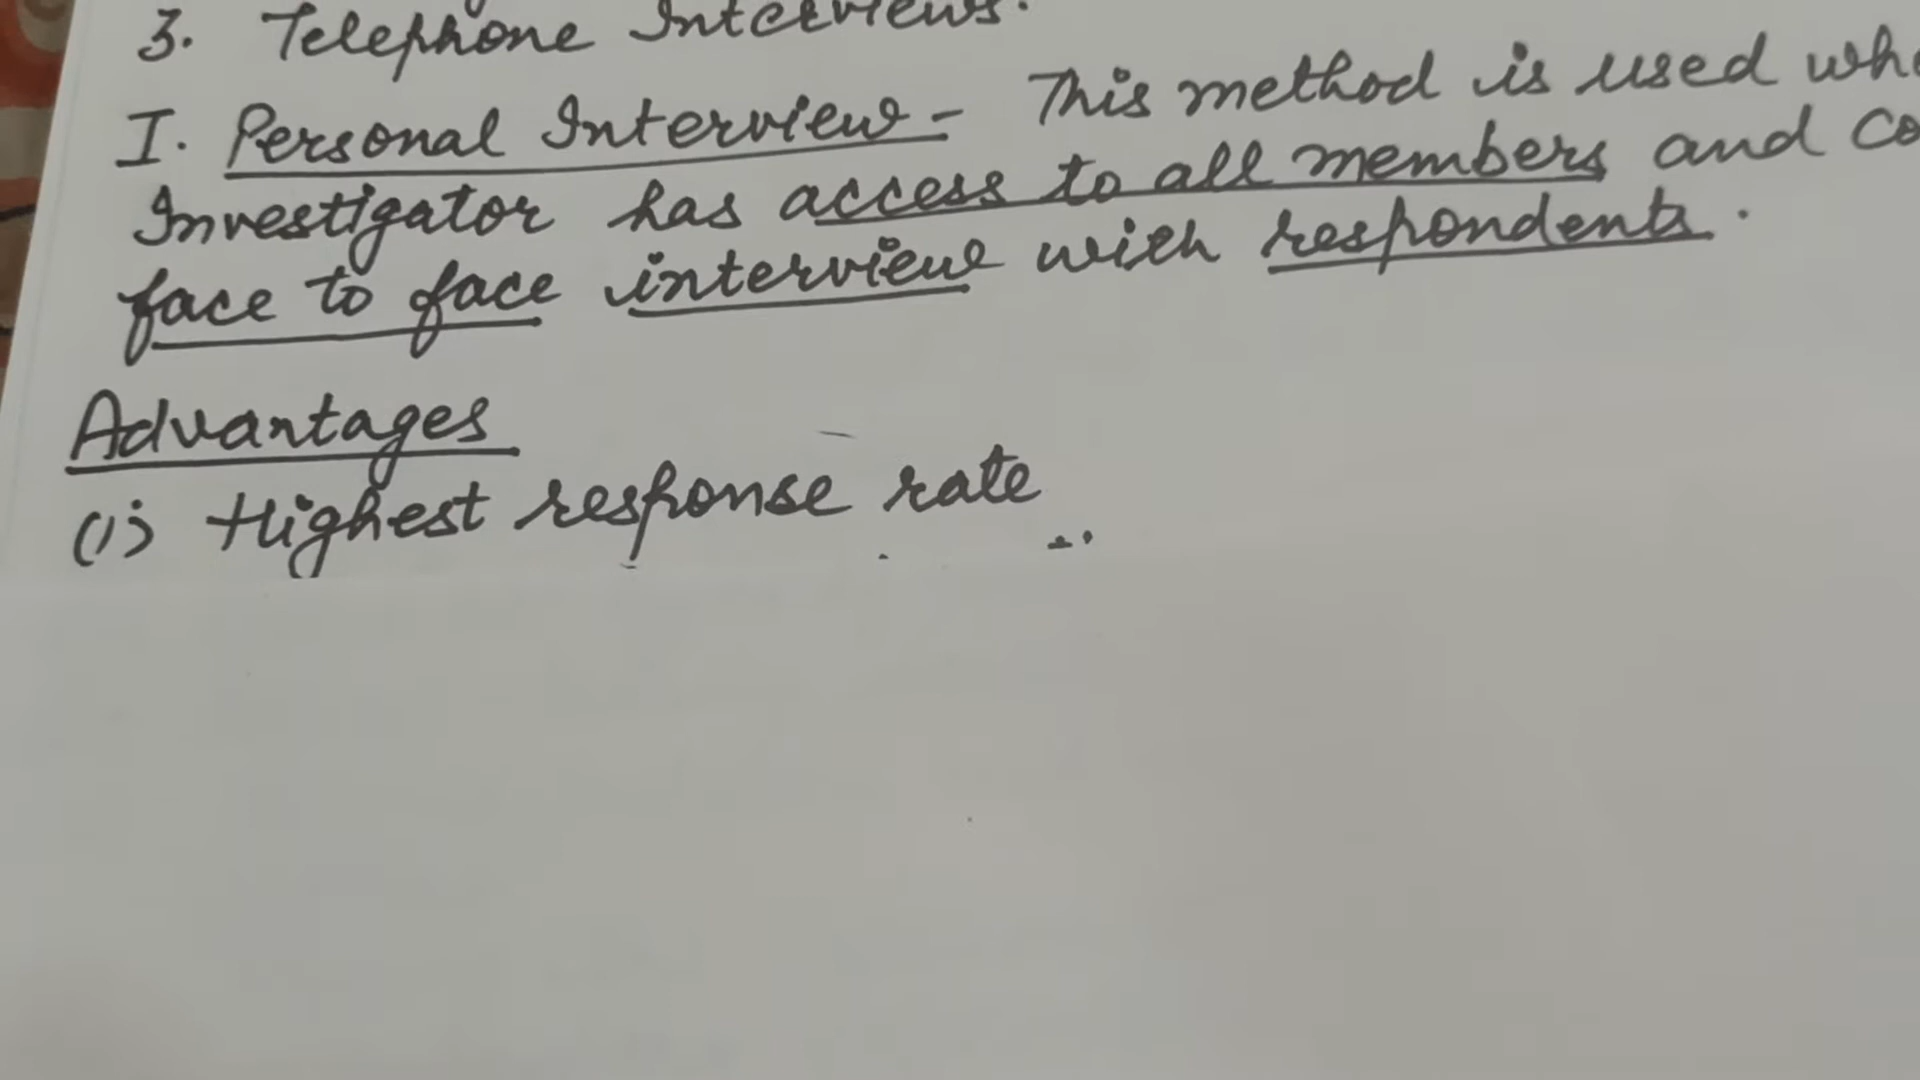 3. Telephone Interviews.
I. Personal Interview - This method is used
Investigator has access to all members and
face to face interview with respondents.
Advantages
(i) Highest response rate